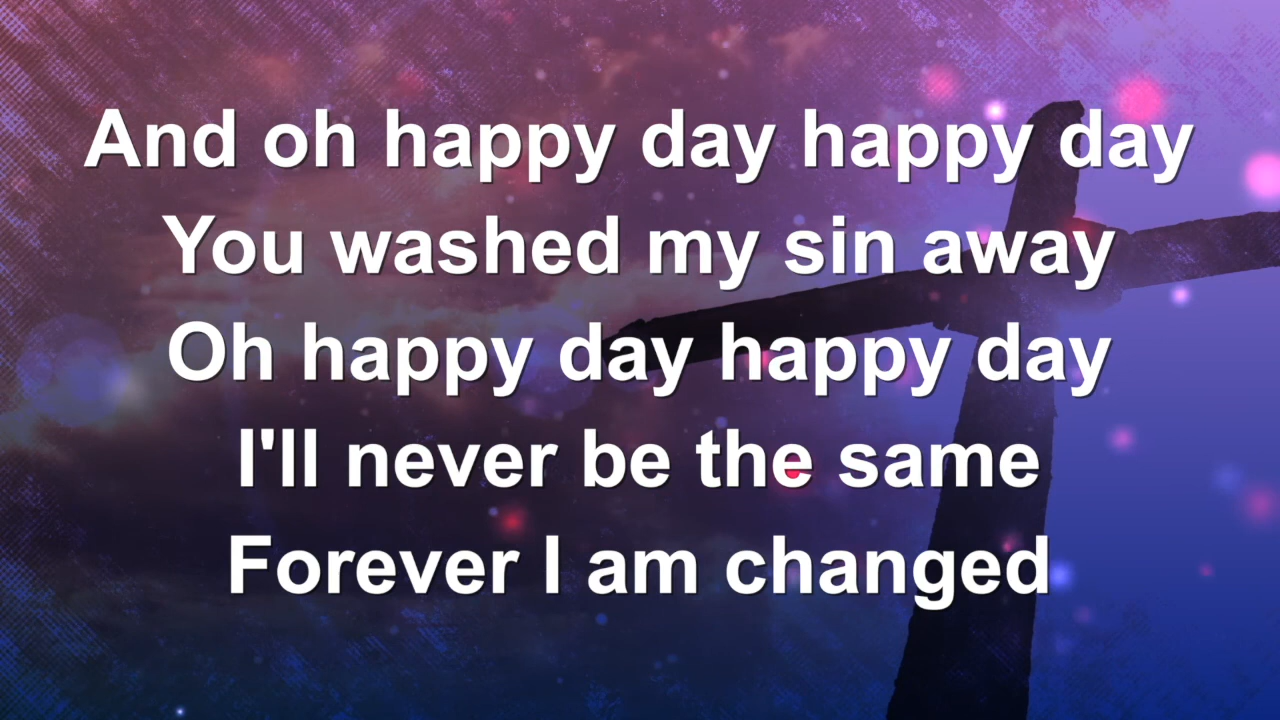 And oh happy day happy day
You washed my sin away
Oh happy day happy day
I'll never be the same
Forever I am changed